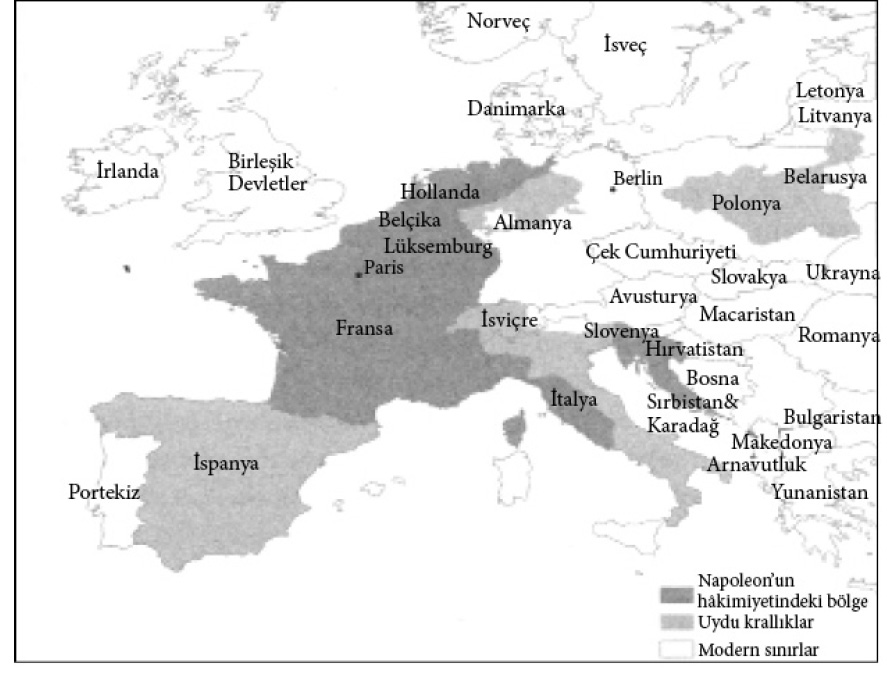 Norveç
İsveç
Letonya
Litvanya
Danimarka
İrlanda
Birleşik
Devletler
Hollanda
Berlin
Belarusya
Polonya
Belçika
Almanya
Lüksemburg
Çek Cumhuriyeti
Paris
Slovakya
Ukrayna
Avusturya
Macaristan
Fransa
İsviçre
Slovenya
Romanya
Hırvatistan
Bosna
İtalya
Sırbistan&
Karadağ
Bulgaristan
Makedonya
İspanya
Arnavutluk
Portekiz
Yunanistan
Napoleon’un
hâkimiyetindeki bölge
Uydu krallıklar
Modern sınırlar